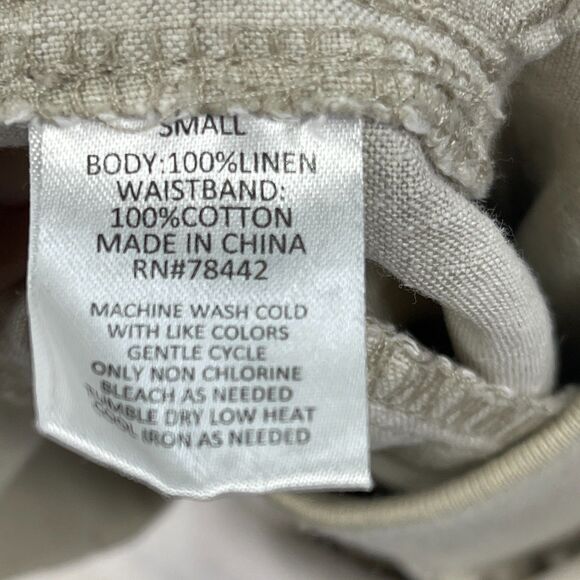 SMALL
BODY:100%LINEN
WAISTBAND:
100%COTTON
MADE IN CHINA
RN#78442
MACHINE WASH COLD
WITH LIKE COLORS
GENTLE CYCLE
ONLY NON CHLORINE
BLEACH AS NEEDED
TUMBLE DRY LOW HEAT
COOL IRON AS NEEDED